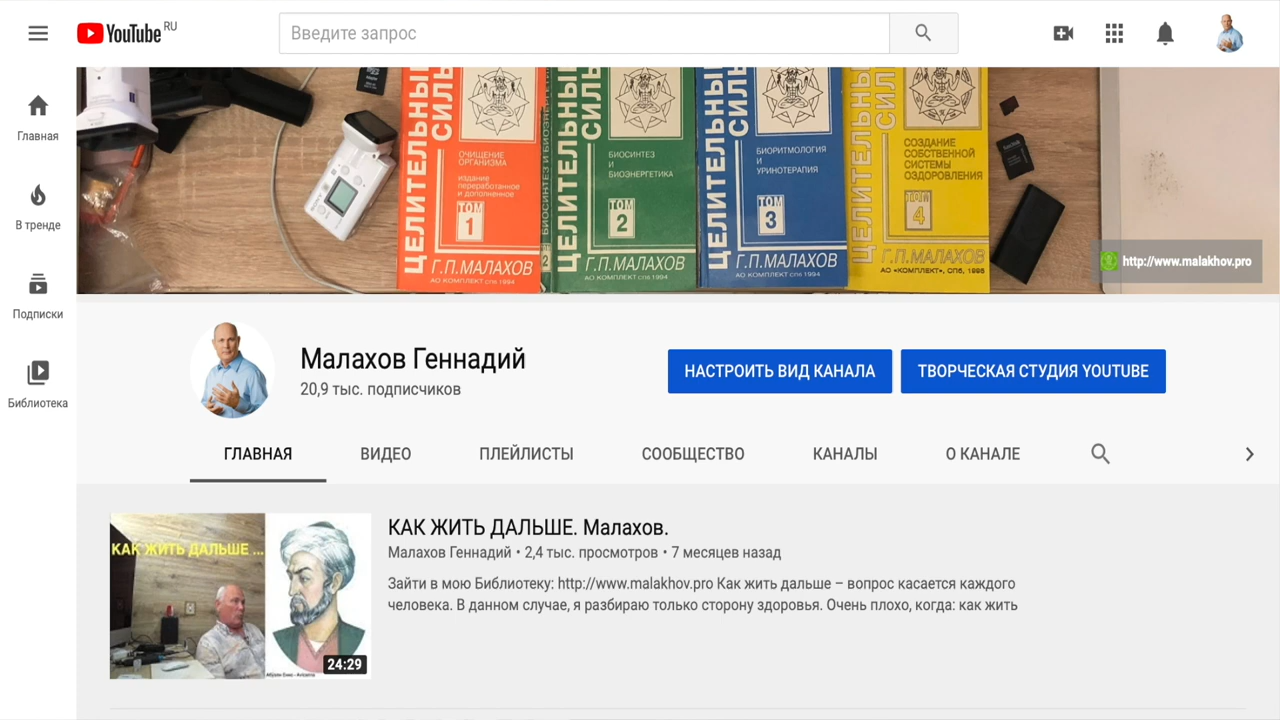 YouTube RU
Введите запрос
Главная
В тренде
Подписки
Библиотека
ЦЕЛИТЕЛЬНЫЕ
СИЛЫ
ОЧИЩЕНИЕ
ОРГАНИЗМА
издание
переработанное
и дополненное
ТОМ
1
Г.П.МАЛАХОВ
АО КОМПЛЕКТ СПб 1994
БИОСИНТЕЗ И БИОЭНЕРГЕТИКА
2
ЦЕЛИТЕЛЬНЫЕ
СИЛЫ
БИОСИНТЕЗ
И
БИОЭНЕРГЕТИКА
ТОМ
2
Г.П.МАЛАХОВ
АО КОМПЛЕКТ СПб 1994
ЦЕЛИТЕЛЬНЫЕ
СИЛЫ
БИОРИТМОЛОГИЯ
И
УРИНОТЕРАПИЯ
ТОМ
3
Г.П.МАЛАХОВ
АО КОМПЛЕКТ СПб 1994
ЦЕЛИТЕЛЬНЫЕ
СИЛЫ
СОЗДАНИЕ
СОБСТВЕННОЙ
СИСТЕМЫ
ОЗДОРОВЛЕНИЯ
ТОМ
4
Г.П.МАЛАХОВ
АО «КОМПЛЕКТ», СПб, 1995
http://www.malakhov.pro
Малахов Геннадий
20,9 тыс. подписчиков
НАСТРОИТЬ ВИД КАНАЛА
ТВОРЧЕСКАЯ СТУДИЯ YOUTUBE
ГЛАВНАЯ ВИДЕО ПЛЕЙЛИСТЫ СООБЩЕСТВО КАНАЛЫ О КАНАЛЕ
КАК ЖИТЬ ДАЛЬШЕ ...
24:29
КАК ЖИТЬ ДАЛЬШЕ. Малахов.
Малахов Геннадий • 2,4 тыс. просмотров • 7 месяцев назад
Зайти в мою Библиотеку: http://www.malakhov.pro Как жить дальше – вопрос касается каждого
человека. В данном случае, я разбираю только сторону здоровья. Очень плохо, когда: как жить